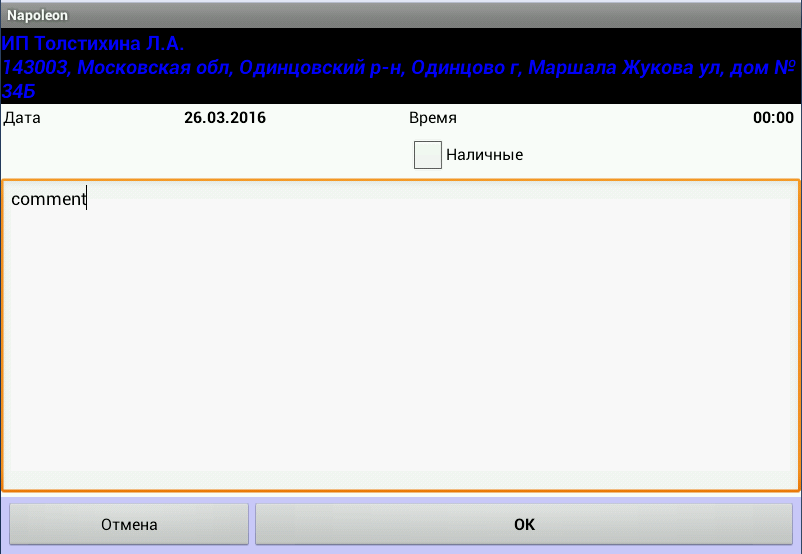 Napoleon
ИП Толстихина Л.А.
143003, Московская обл, Одинцовский р-н, Одинцово г, Маршала Жукова ул, дом №
34Б
Дата 26.03.2016 Время 00:00
Наличные
comment
Отмена OK